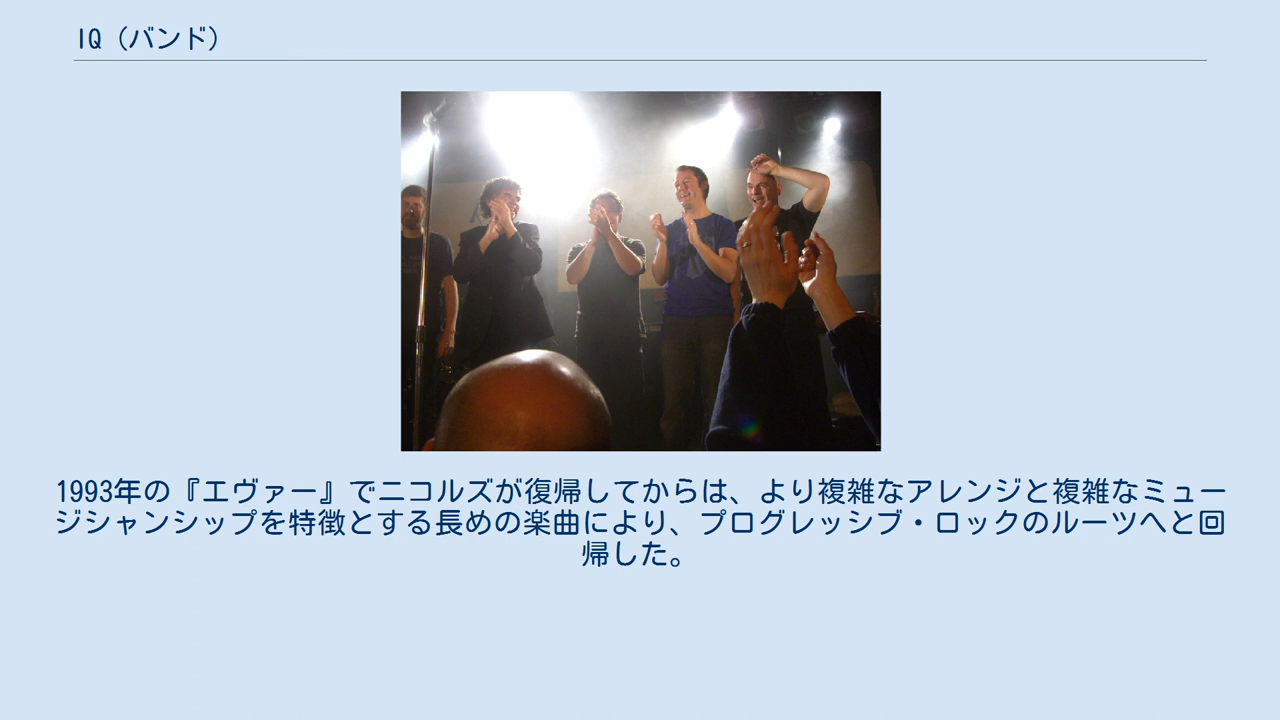 IQ（バンド）
1993年の『エヴァー』でニコルズが復帰してからは、より複雑なアレンジと複雑なミュー
ジシャンシップを特徴とする長めの楽曲により、プログレッシブ・ロックのルーツへと回
帰した。